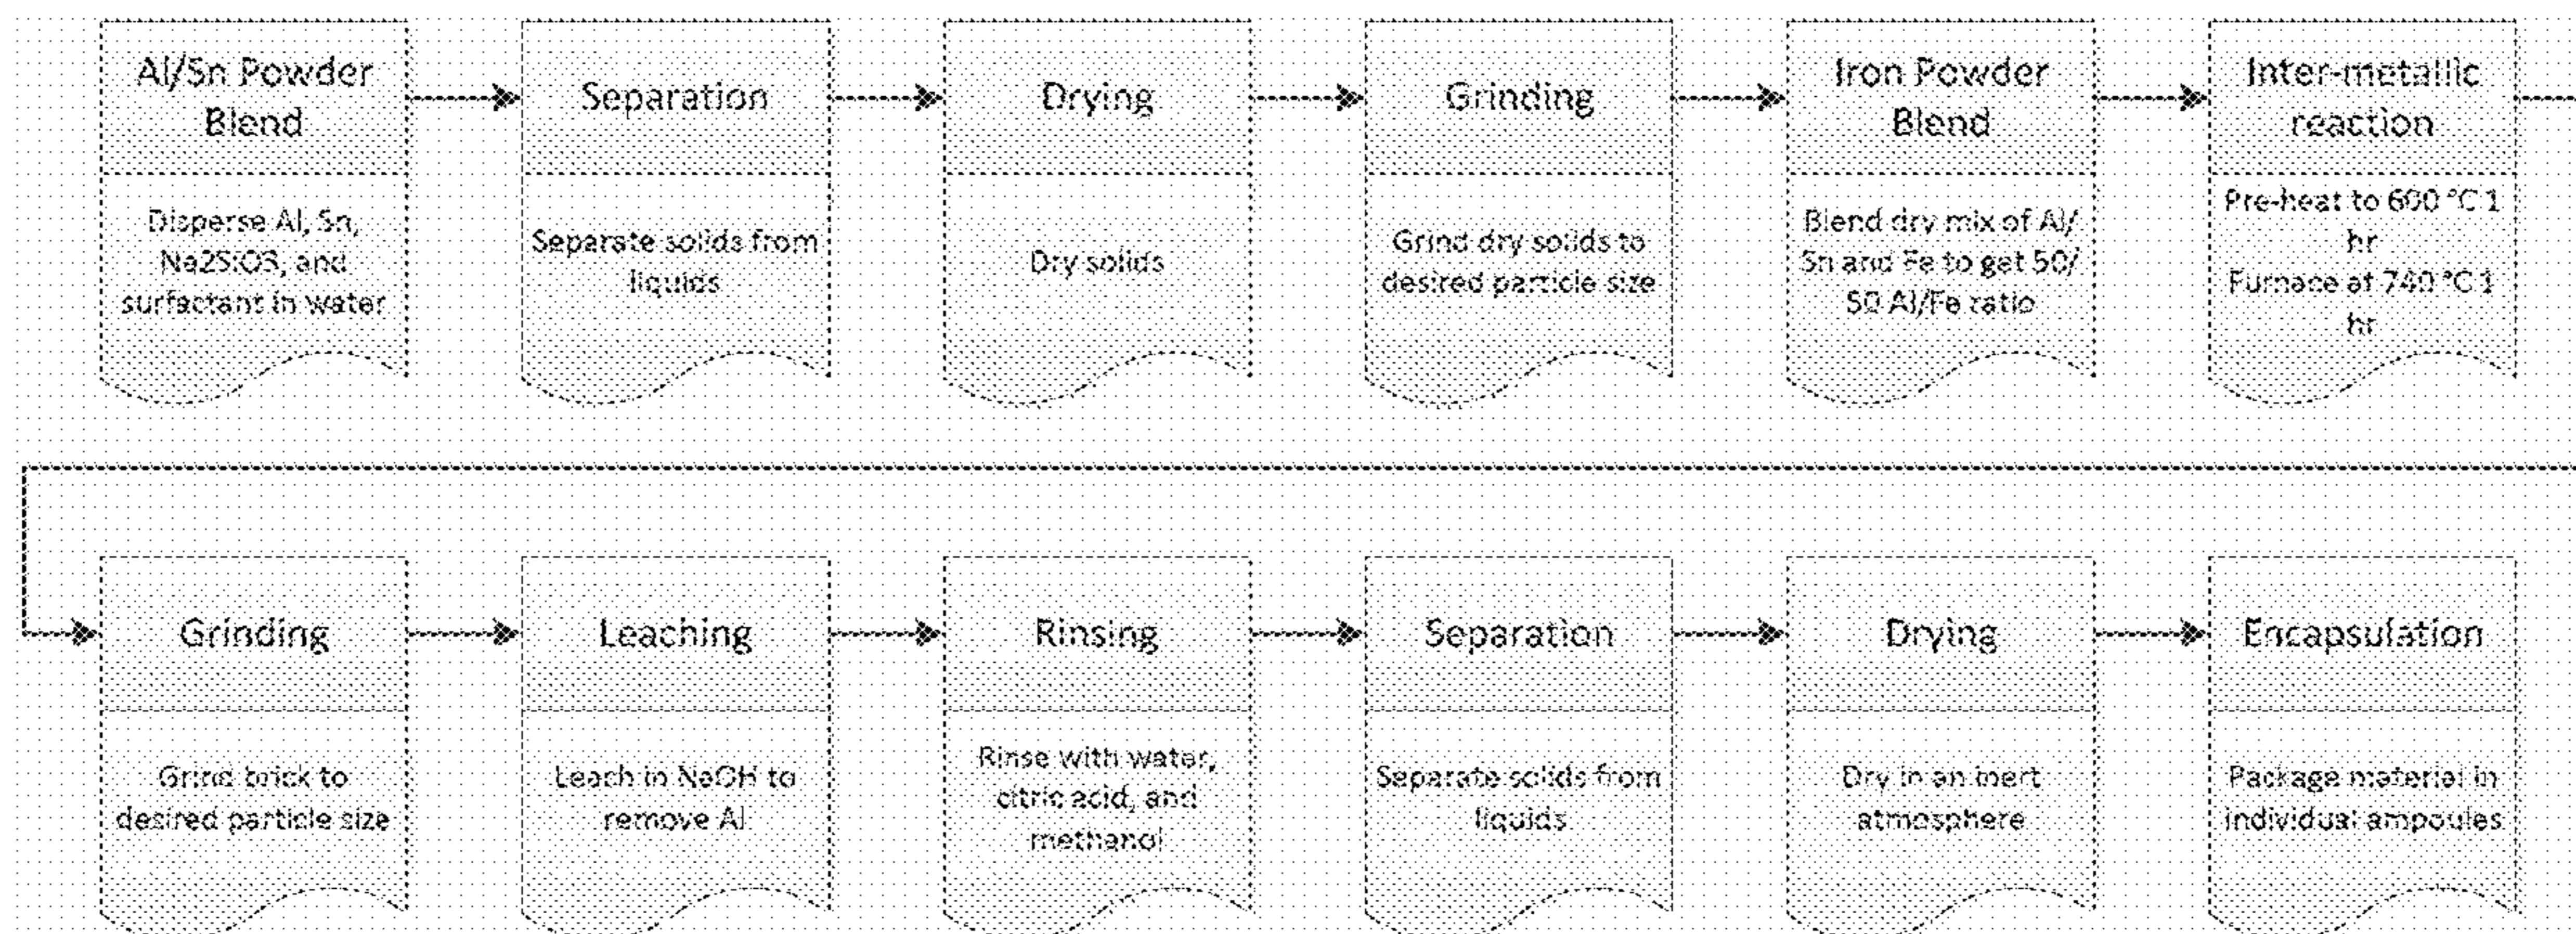 Al/Sn Powder
Blend
Disperse Al, Sn,
Na2SiO3, and
surfactant in water
Separation
Separate solids from
liquids
Drying
Dry solids
Grinding
Grind dry solids to
desired particle size
Iron Powder
Blend
Blend dry mix of Al/
Sn and Fe to get 50/
50 Al/Fe ratio
Inter-metallic
reaction
Pre-heat to 600 °C 1
hr
Furnace at 740 °C 1
hr
Grinding
Grind brick to
desired particle size
Leaching
Leach in NaOH to
remove Al
Rinsing
Rinse with water,
citric acid, and
methanol
Separation
Separate solids from
liquids
Drying
Dry in an inert
atmosphere
Encapsulation
Package material in
individual ampoules